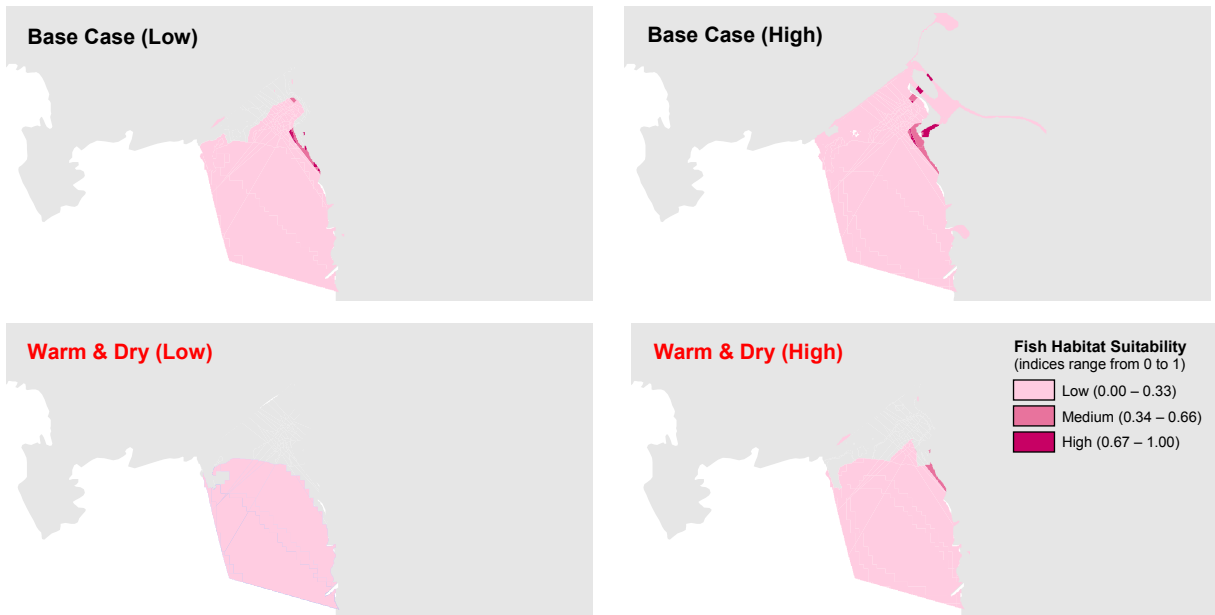 Base Case (Low)
Base Case (High)
Warm & Dry (Low)
Warm & Dry (High)
Fish Habitat Suitability
(indices range from 0 to 1)
Low (0.00 – 0.33)
Medium (0.34 – 0.66)
High (0.67 – 1.00)